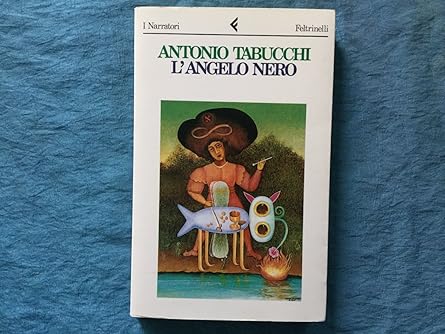 I Narratori
Feltrinelli
ANTONIO TABUCCHI
L'ANGELO NERO